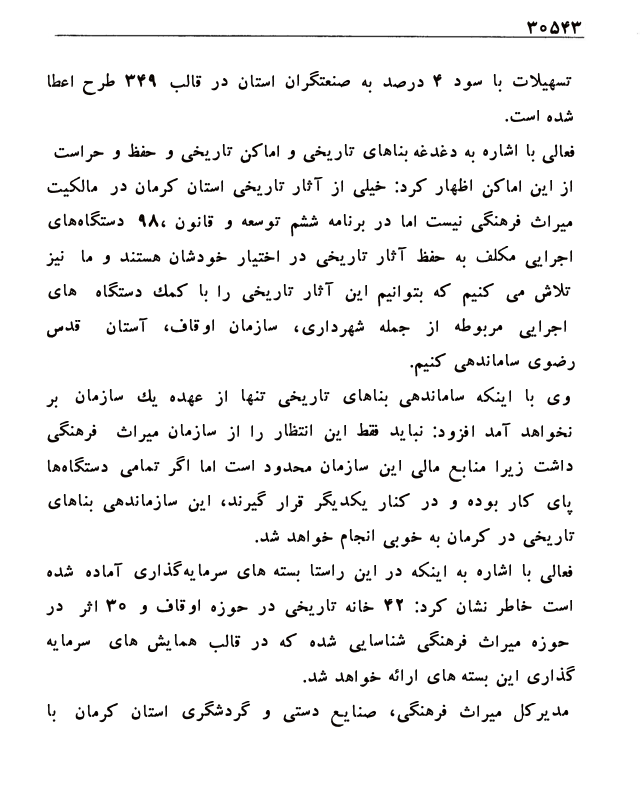 ۳۰۵۴۳
تسهیلات با سود ۴ درصد به صنعتگران استان در قالب ۳۴۹ طرح اعطا
شده است.
فعالی با اشاره به دغدغه بناهای تاریخی و اماکن تاریخی و حفظ و حراست
از این اماکن اظهار کرد: خیلی از آثار تاریخی استان کرمان در مالکیت
میراث فرهنگی نیست اما در برنامه ششم توسعه و قانون ،۹۸ دستگاه‌های
اجرایی مکلف به حفظ آثار تاریخی در اختیار خودشان هستند و ما نیز
تلاش می کنیم که بتوانیم این آثار تاریخی را با کمك دستگاه های
اجرایی مربوطه از جمله شهرداری، سازمان اوقاف، آستان قدس
رضوی ساماندهی کنیم.
وی با اینکه ساماندهی بناهای تاریخی تنها از عهده یك سازمان بر
نخواهد آمد افزود: نباید فقط این انتظار را از سازمان میراث فرهنگی
داشت زیرا منابع مالی این سازمان محدود است اما اگر تمامی دستگاه‌ها
پای کار بوده و در کنار یکدیگر قرار گیرند، این سازماندهی بناهای
تاریخی در کرمان به خوبی انجام خواهد شد.
فعالی با اشاره به اینکه در این راستا بسته های سرمایه‌گذاری آماده شده
است خاطر نشان کرد: ۴۲ خانه تاریخی در حوزه اوقاف و ۳۰ اثر در
حوزه میراث فرهنگی شناسایی شده که در قالب همایش های سرمایه
گذاری این بسته های ارائه خواهد شد.
مدیرکل میراث فرهنگی، صنایع دستی و گردشگری استان کرمان با